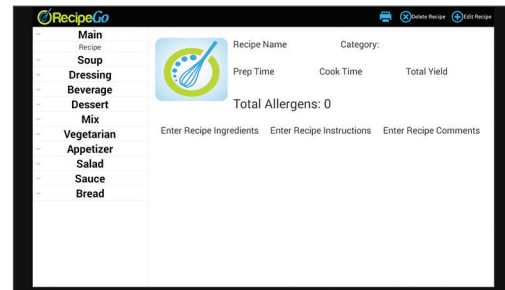 RecipeGo
Delete Recipe
Edit Recipe
Main
Recipe
Soup
Dressing
Beverage
Dessert
Mix
Vegetarian
Appetizer
Salad
Sauce
Bread
Recipe Name Category:
Prep Time Cook Time Total Yield
Total Allergens: 0
Enter Recipe Ingredients Enter Recipe Instructions Enter Recipe Comments